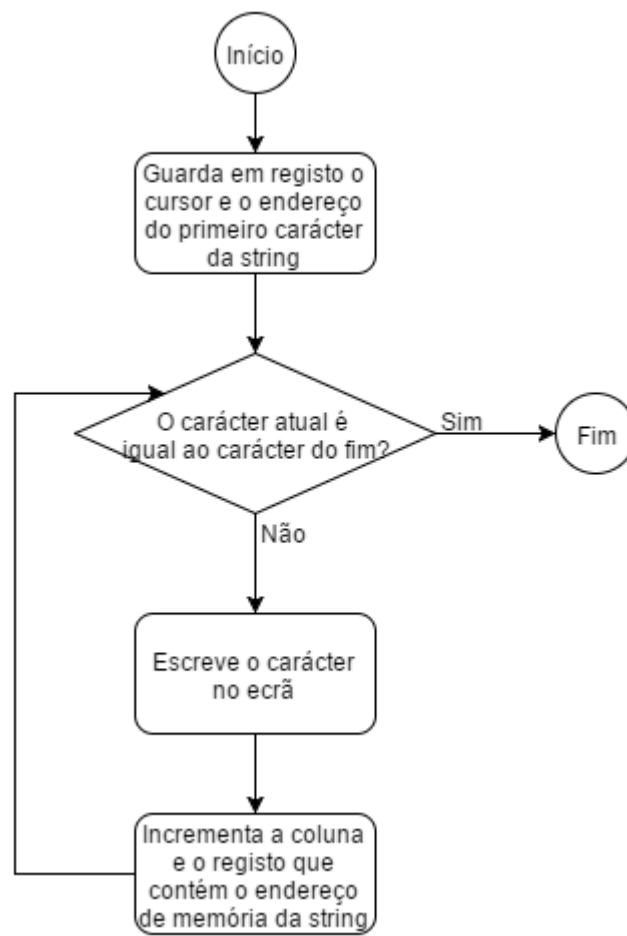 Início
Guarda em registo o
cursor e o endereço
do primeiro carácter
da string
O carácter atual é
igual ao carácter do fim?
Sim
Fim
Não
Escreve o carácter
no ecrã
Incrementa a coluna
e o registo que
contém o endereço
de memória da string